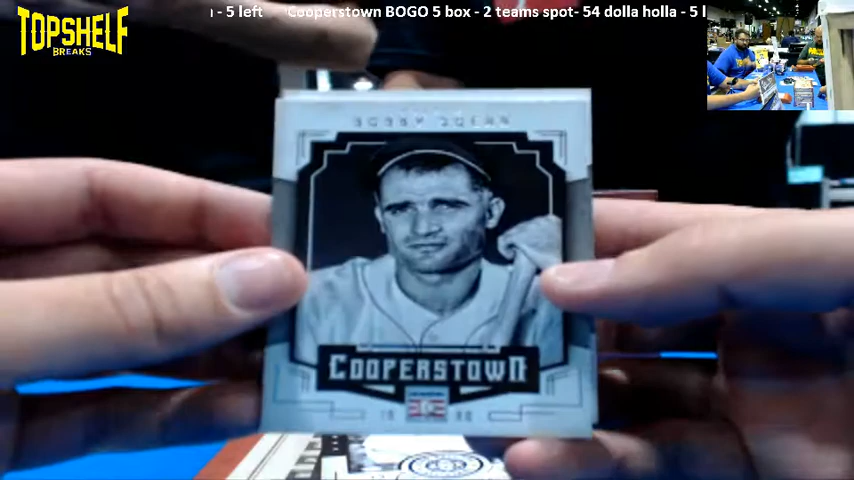 TOPSHELF
BREAKS
- 5 left
Cooperstown BOGO 5 box - 2 teams spot- 54 dolla holla - 5 l
BOBBY DOERR
COOPERSTOWN